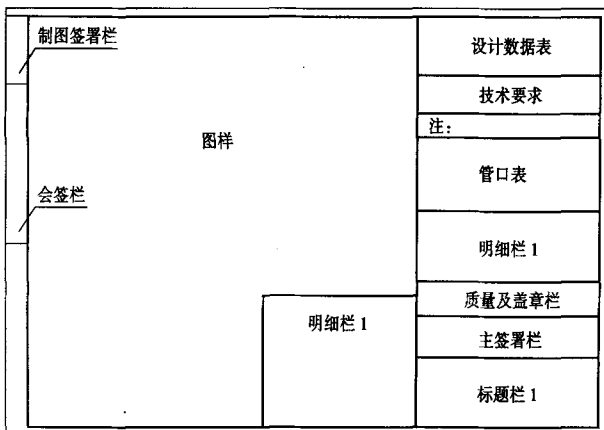 制图签署栏
会签栏
图样
明细栏 1
设计数据表
技术要求
注：
管口表
明细栏 1
质量及盖章栏
主签署栏
标题栏 1